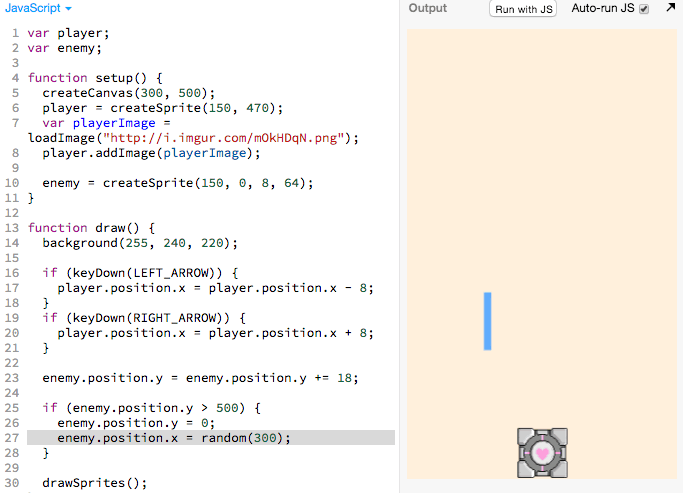 JavaScript
Output
Run with JS
Auto-run JS
1 var player;
2 var enemy;
3
4 function setup() {
5   createCanvas(300, 500);
6   player = createSprite(150, 470);
7   var playerImage =
loadImage("http://i.imgur.com/mOkHDqN.png");
8   player.addImage(playerImage);
9
10   enemy = createSprite(150, 0, 8, 64);
11 }
12
13 function draw() {
14   background(255, 240, 220);
15
16   if (keyDown(LEFT_ARROW)) {
17     player.position.x = player.position.x - 8;
18   }
19   if (keyDown(RIGHT_ARROW)) {
20     player.position.x = player.position.x + 8;
21   }
22
23   enemy.position.y = enemy.position.y += 18;
24
25   if (enemy.position.y > 500) {
26     enemy.position.y = 0;
27     enemy.position.x = random(300);
28   }
29
30   drawSprites();